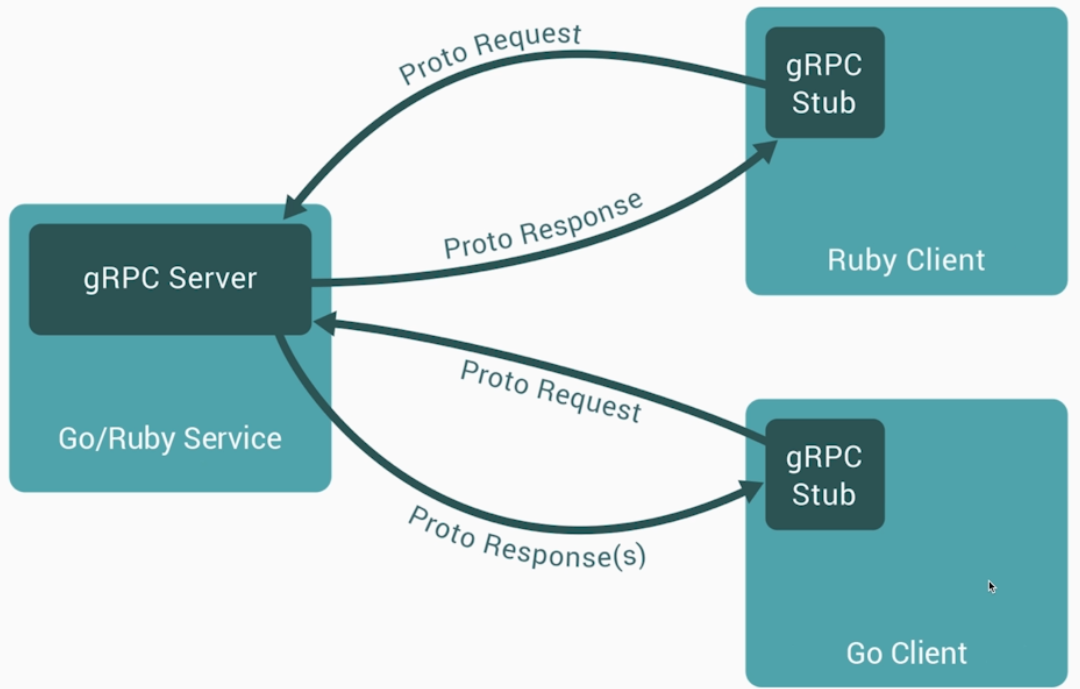 Proto Request
gRPC
Stub
Proto Response
Ruby Client
gRPC Server
Go/Ruby Service
Proto Request
gRPC
Stub
Proto Response(s)
Go Client